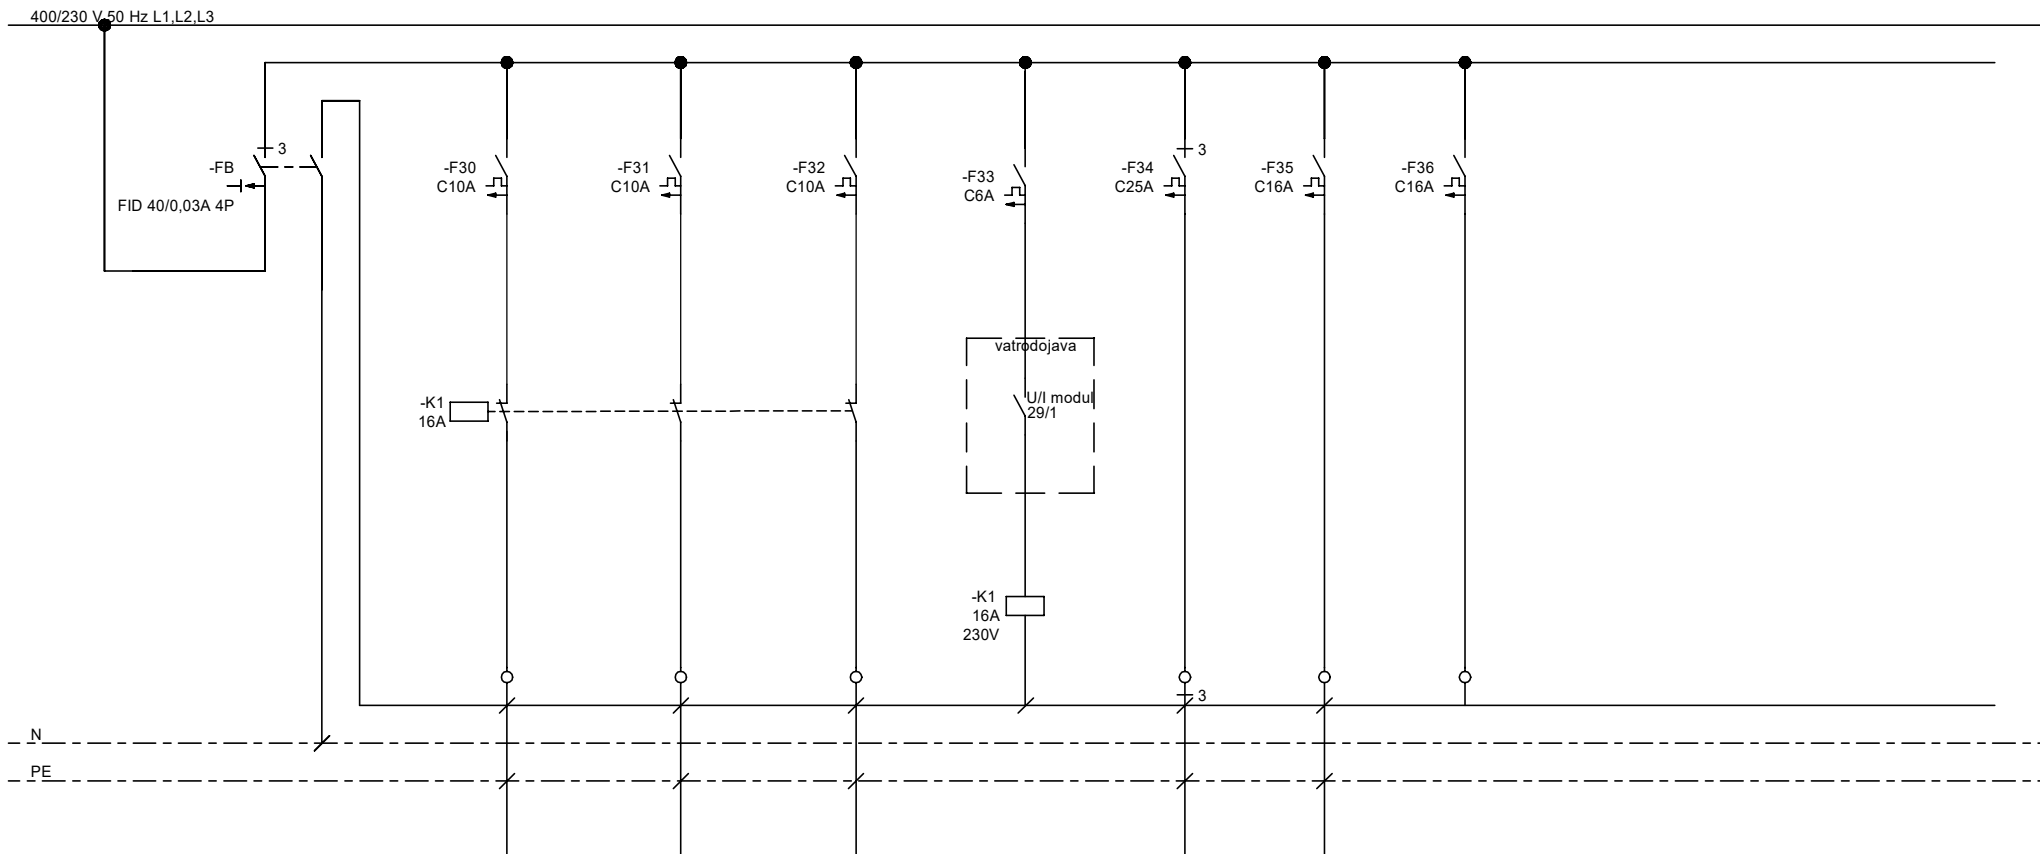 400/230 V,50 Hz L1,L2,L3
3
-FB
FID 40/0,03A 4P
-F30
C10A
-F31
C10A
-F32
C10A
-F33
C6A
3
-F34
C25A
-F35
C16A
-F36
C16A
vatrodojava
U/I modul
29/1
-K1
16A
-K1
16A
230V
3
N
PE